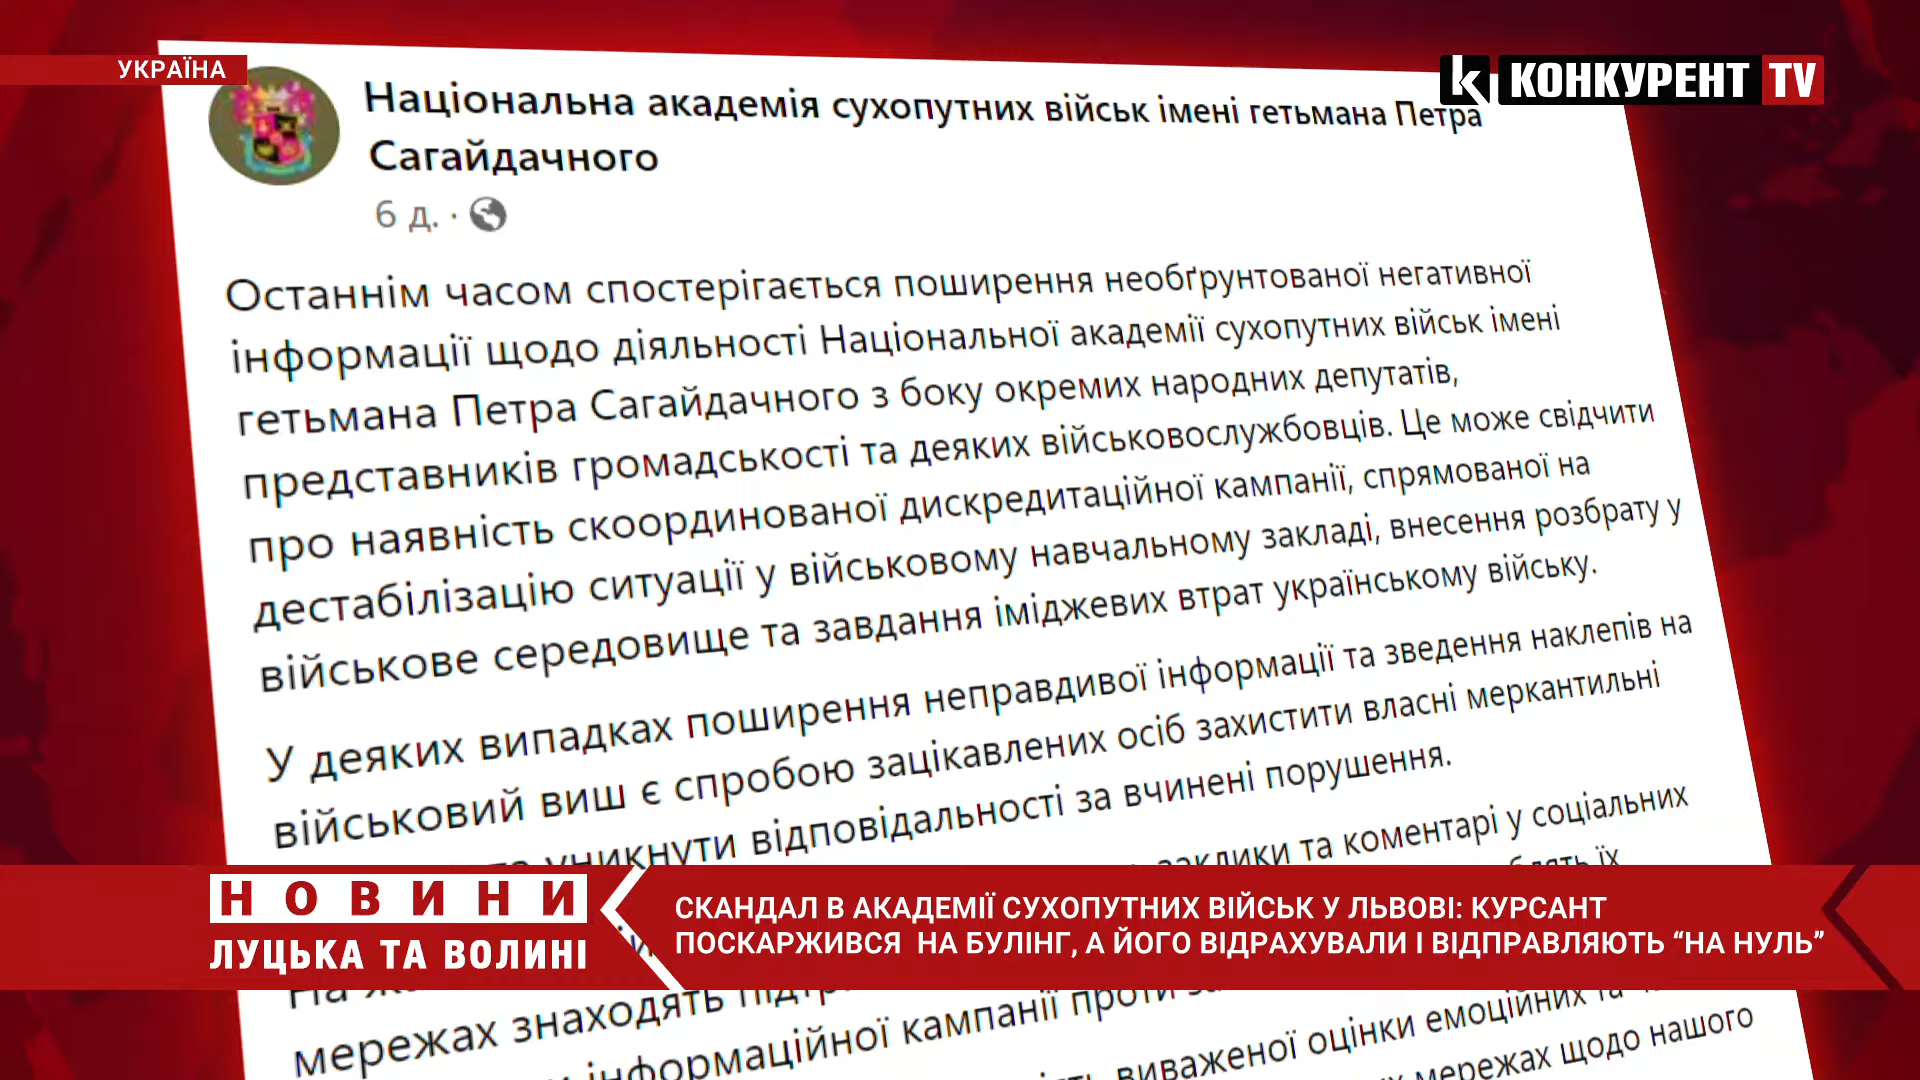 УКРАЇНА
k КОНКУРЕНТ TV
Національна академія сухопутних військ імені гетьмана Петра
Сагайдачного
6 д. ·
Останнім часом спостерігається поширення необґрунтованої негативної
інформації щодо діяльності Національної академії сухопутних військ імені
гетьмана Петра Сагайдачного з боку окремих народних депутатів,
представників громадськості та деяких військовослужбовців. Це може свідчити
про наявність скоординованої дискредитаційної кампанії, спрямованої на
дестабілізацію ситуації у військовому навчальному закладі, внесення розбрату у
військове середовище та завдання іміджевих втрат українському війську.
У деяких випадках поширення неправдивої інформації та зведення наклепів на
військовий виш є спробою зацікавлених осіб захистити власні меркантильні
та уникнути відповідальності за вчинені порушення.
заклики та коментарі у соціальних
їх
НОВИНИ
ЛУЦЬКА ТА ВОЛИНІ
СКАНДАЛ В АКАДЕМІЇ СУХОПУТНИХ ВІЙСЬК У ЛЬВОВІ: КУРСАНТ
ПОСКАРЖИВСЯ НА БУЛІНГ, А ЙОГО ВІДРАХУВАЛИ І ВІДПРАВЛЯЮТЬ “НА НУЛЬ”
На
мережах знаходять
інформаційної кампанії проти
виваженої оцінки емоційних та
мережах щодо нашого